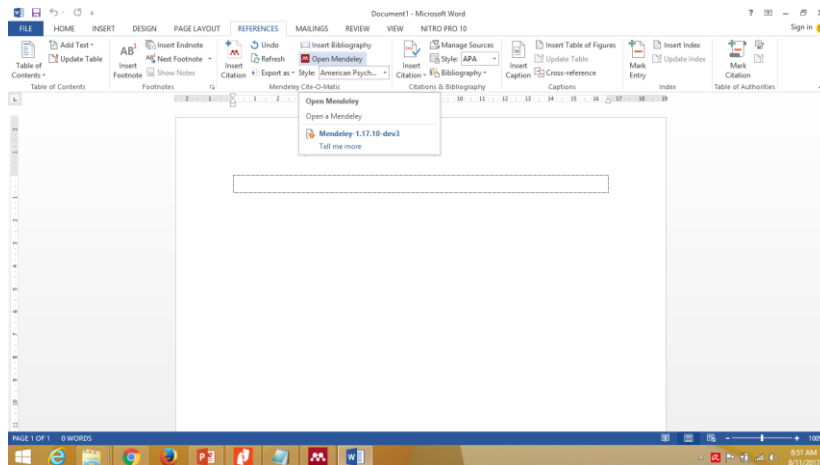 Document1 - Microsoft Word
Sign in
FILE HOME INSERT DESIGN PAGE LAYOUT REFERENCES MAILINGS REVIEW VIEW NITRO PRO 10
Table of Contents
Add Text
Update Table
Table of Contents
AB¹
Insert Footnote
Insert Endnote
Next Footnote
Show Notes
Footnotes
Insert Citation
Undo
Refresh
Export as
Insert Bibliography
Open Mendeley
Style: American Psych...
Mendeley Cite-O-Matic
Insert Citation
Manage Sources
Style: APA
Bibliography
Citations & Bibliography
Insert Caption
Insert Table of Figures
Update Table
Cross-reference
Captions
Mark Entry
Insert Index
Update Index
Index
Mark Citation
Table of Authorities
Open Mendeley
Open a Mendeley
Mendeley-1.17.10-dev3
Tell me more
PAGE 1 OF 1 0 WORDS
8:51 AM
8/11/2017